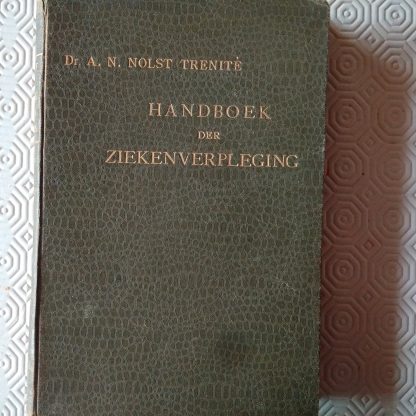 Dr A. N. NOLST TRENITÉ
HANDBOEK
DER
ZIEKENVERPLEGING